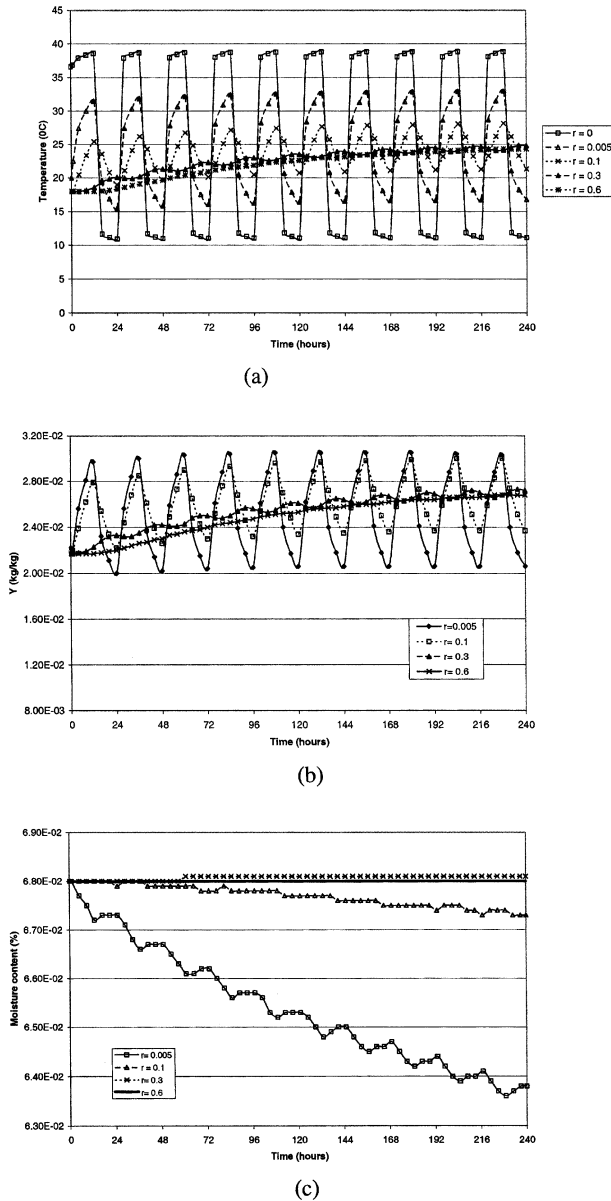 45
40
35
30
25
20
15
10
5
0
Temperature (0C)
0 24 48 72 96 120 144 168 192 216 240
Time (hours)
r = 0
r = 0.005
r = 0.1
r = 0.3
r = 0.6
(a)
3.20E-02
2.80E-02
2.40E-02
2.00E-02
1.60E-02
1.20E-02
8.00E-03
Y (kg/kg)
r=0.005
r= 0.1
r= 0.3
r= 0.6
0 24 48 72 96 120 144 168 192 216 240
Time (hours)
(b)
6.90E-02
6.80E-02
6.70E-02
6.60E-02
6.50E-02
6.40E-02
6.30E-02
Moisture content (%)
r= 0.005
r= 0.1
r= 0.3
r= 0.6
0 24 48 72 96 120 144 168 192 216 240
Time (hours)
(c)